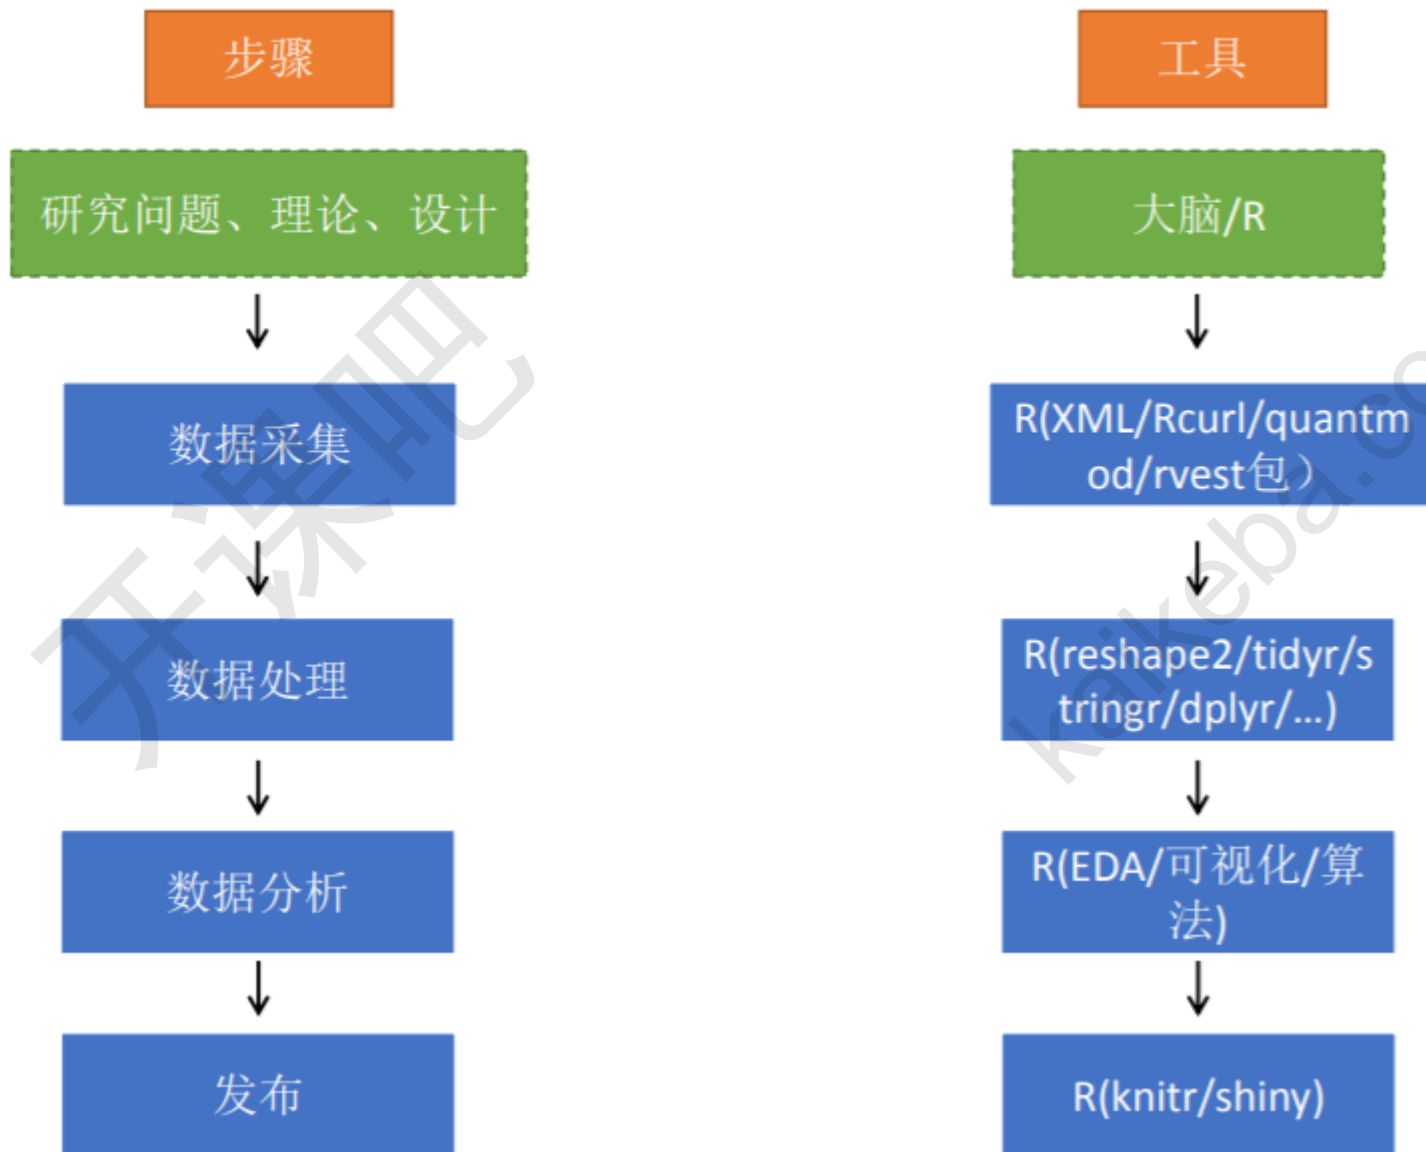 步骤
工具
研究问题、理论、设计
大脑/R
数据采集
R(XML/Rcurl/quantm
od/rvest包）
数据处理
R(reshape2/tidyr/s
tringr/dplyr/...)
数据分析
R(EDA/可视化/算
法)
发布
R(knitr/shiny)
开课吧
kaikeba.co